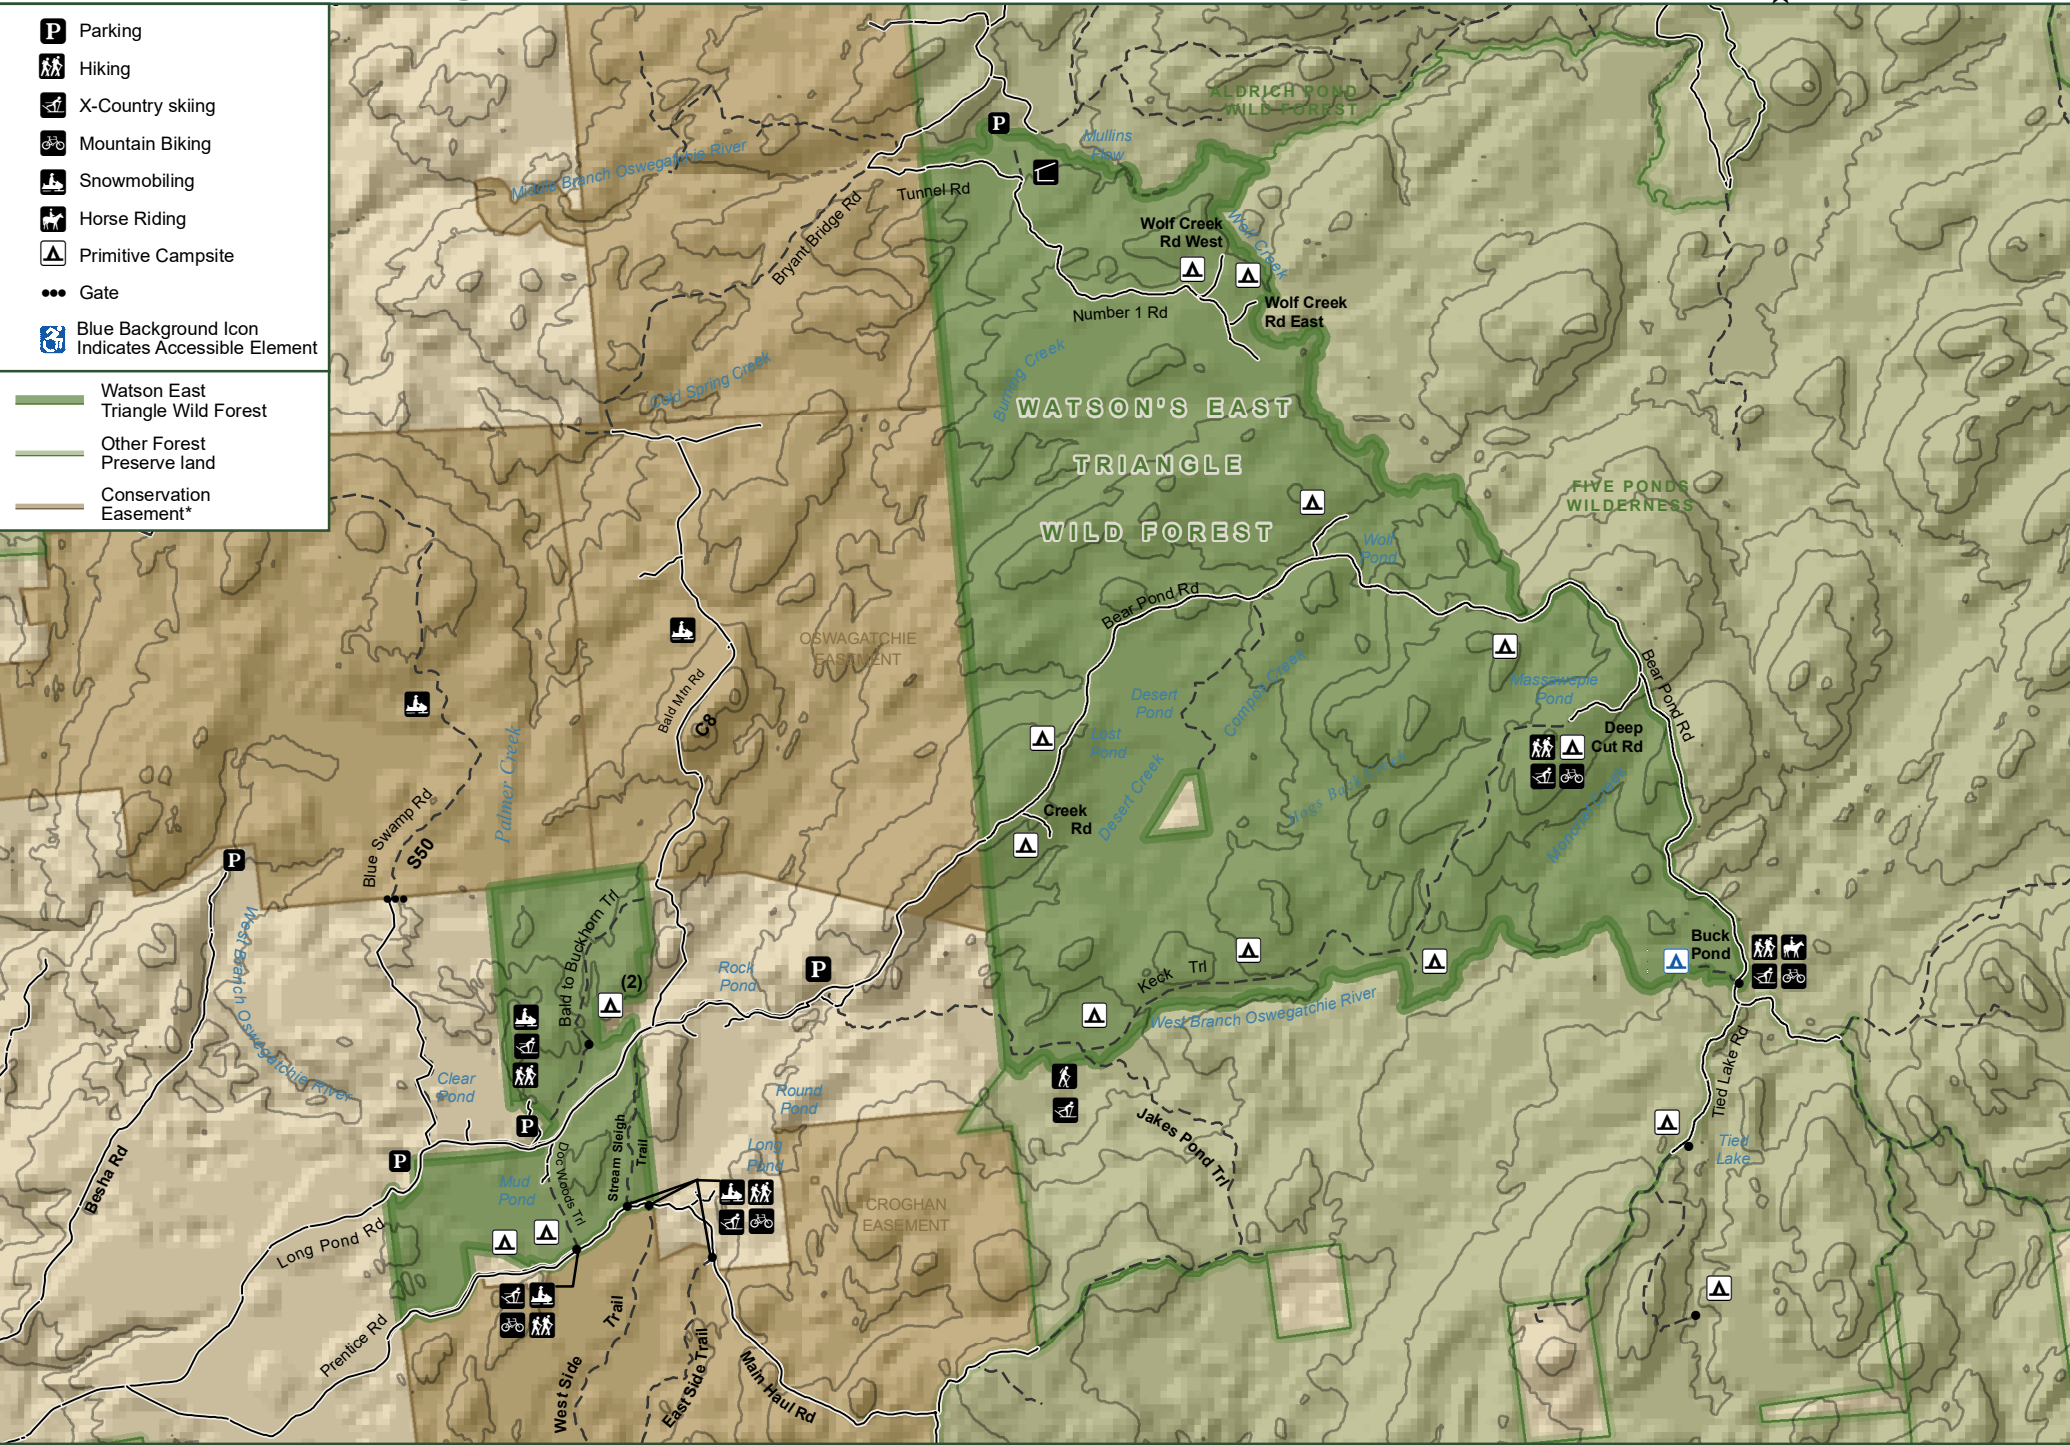 P Parking
Hiking
X-Country skiing
Mountain Biking
Snowmobiling
Horse Riding
Primitive Campsite
Gate
Blue Background Icon
Indicates Accessible Element
Watson East
Triangle Wild Forest
Other Forest
Preserve land
Conservation
Easement*
ALDRICH POND
WILD FOREST
P
Mullins
Flow
Middle Branch Oswegatchie River
Tunnel Rd
Bryant Bridge Rd
Wolf Creek
Rd West
Wolf Creek
Wolf Creek
Rd East
Number 1 Rd
Burning Creek
Cold Spring Creek
WATSON'S EAST
TRIANGLE
WILD FOREST
FIVE PONDS
WILDERNESS
Wolf
Pond
Bear Pond Rd
OSWAGATCHIE
EASEMENT
Bald Mtn Rd
C8
Desert
Pond
Lost
Pond
Compos Creek
Massawepie
Pond
Bear Pond Rd
Deep
Cut Rd
Palmer Creek
Blue Swamp Rd
S50
Creek
Rd
Desert Creek
Hogs Back Creek
Monchet Creek
P
Bald to Buckhorn Trl
(2)
Rock
Pond
P
Keck Trl
West Branch Oswegatchie River
Buck
Pond
West Branch Oswegatchie River
Clear
Pond
Round
Pond
Long
Pond
P
P
Jakes Pond Trl
Tied Lake Rd
Tied
Lake
Besha Rd
Mud
Pond
Doc Woods Trl
Stream Sleigh
Trail
CROGHAN
EASEMENT
Long Pond Rd
Prentice Rd
West Side Trail
East Side Trail
Main Haul Rd